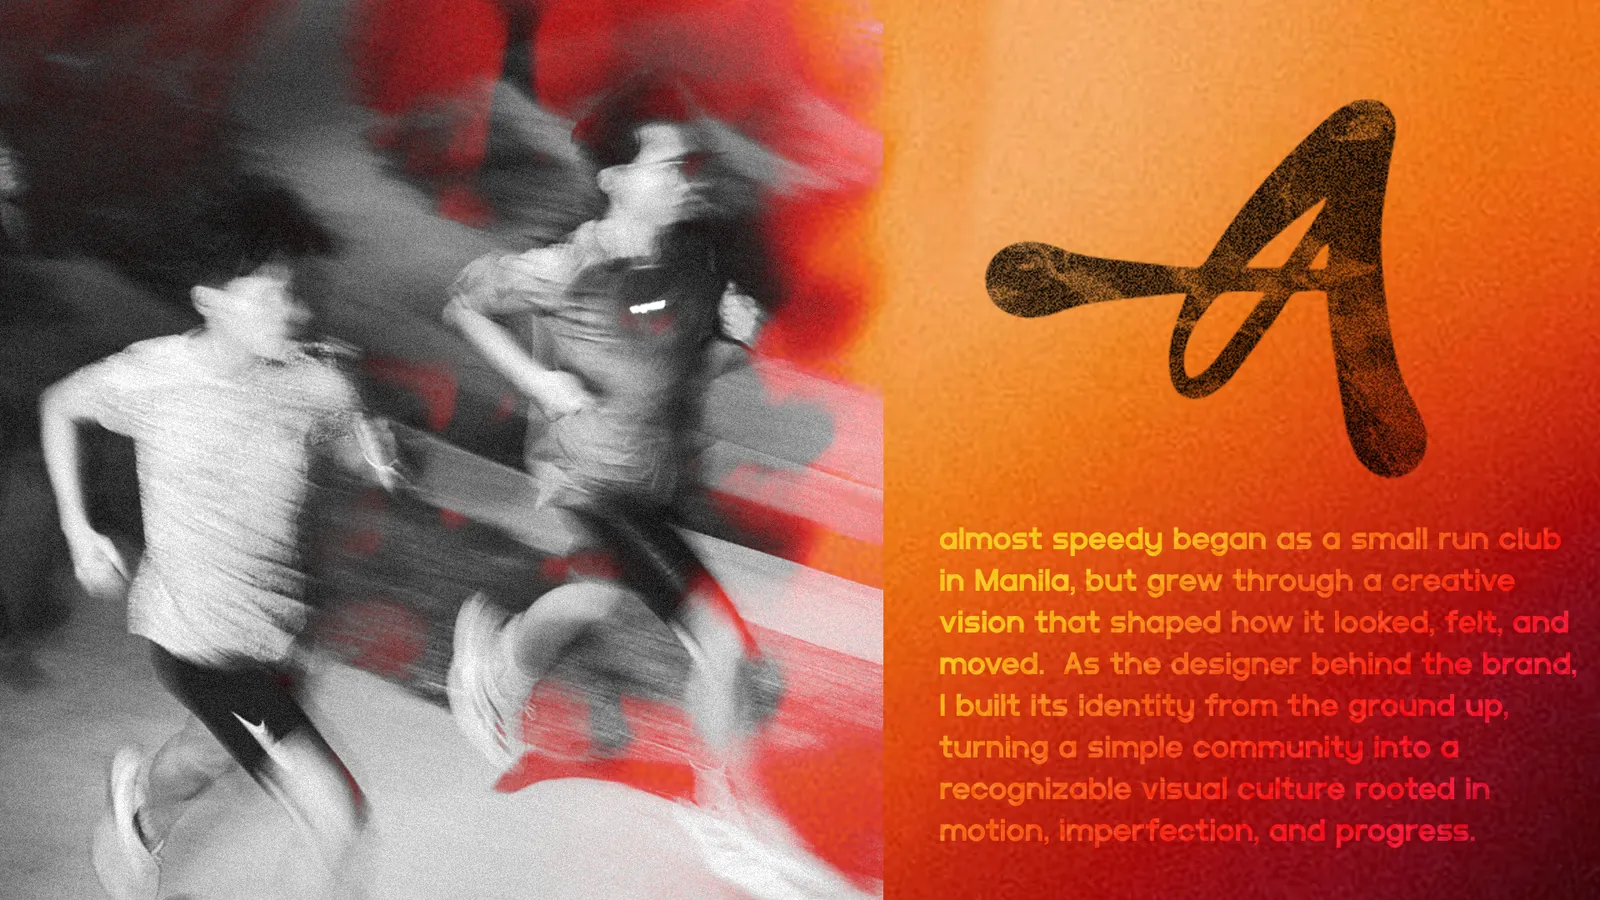 A
almost speedy began as a small run club
in Manila, but grew through a creative
vision that shaped how it looked, felt, and
moved.  As the designer behind the brand,
I built its identity from the ground up,
turning a simple community into a
recognizable visual culture rooted in
motion, imperfection, and progress.